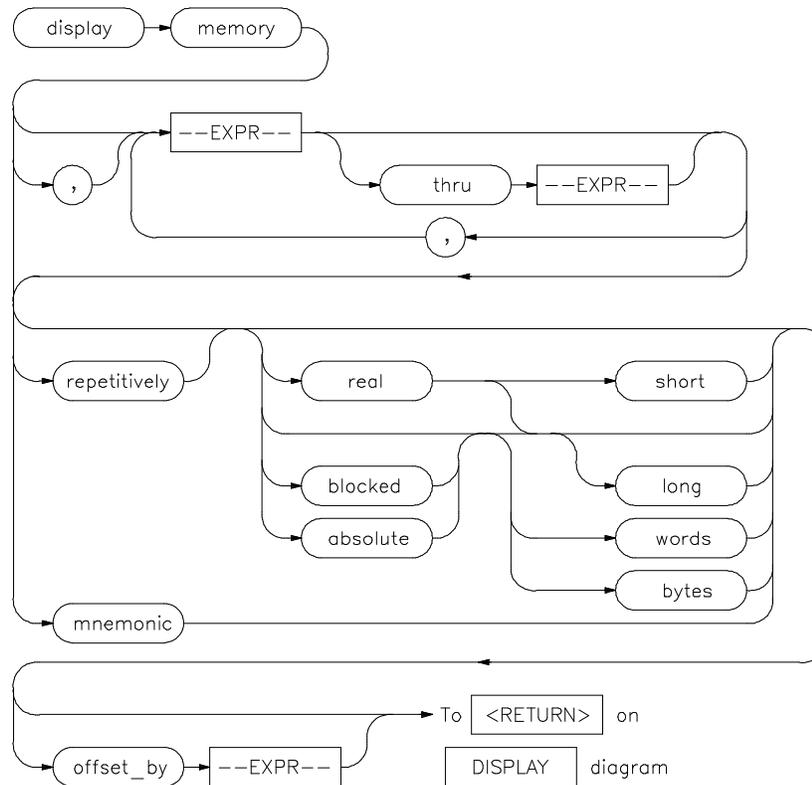 display memory
--EXPR--
, thru --EXPR--
,
repetitively real short
blocked long
absolute words
bytes
mnemonic
To <RETURN> on
offset_by --EXPR-- DISPLAY diagram